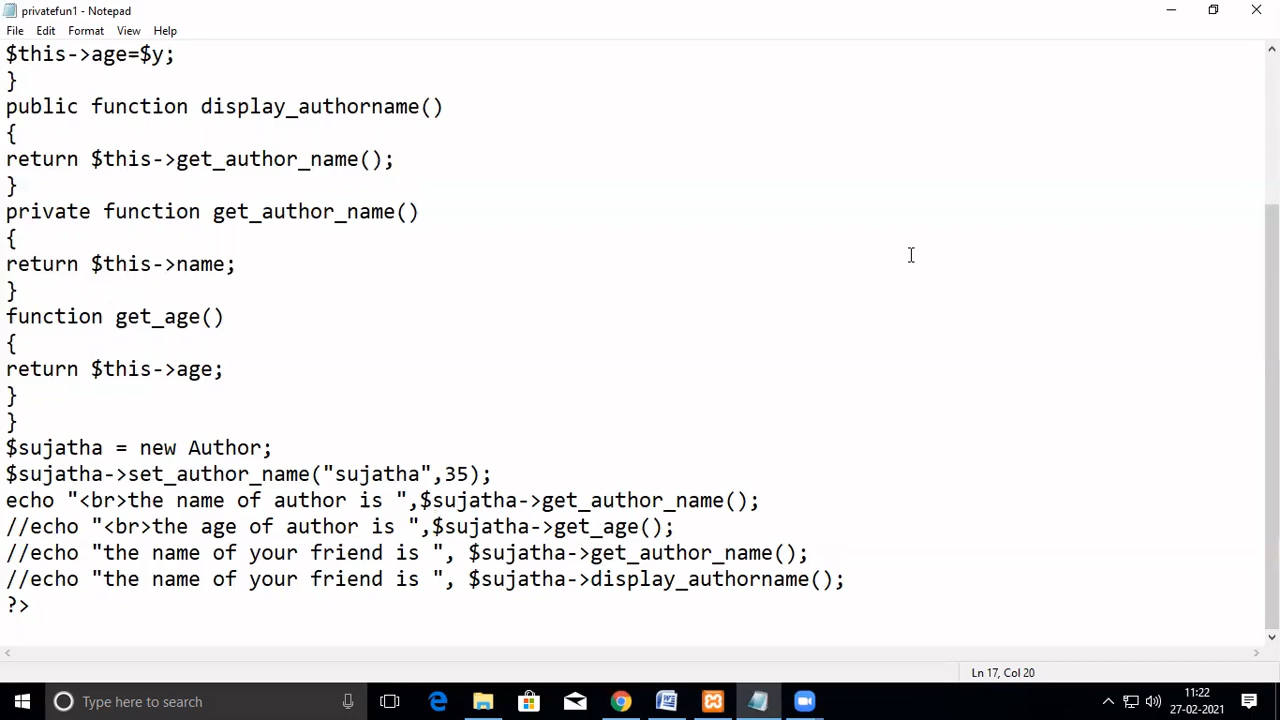 privatefun1 - Notepad
File Edit Format View Help
$this->age=$y;
}
public function display_authorname()
{
return $this->get_author_name();
}
private function get_author_name()
{
return $this->name;
}
function get_age()
{
return $this->age;
}
}
$sujatha = new Author;
$sujatha->set_author_name("sujatha",35);
echo "<br>the name of author is ",$sujatha->get_author_name();
//echo "<br>the age of author is ",$sujatha->get_age();
//echo "the name of your friend is ", $sujatha->get_author_name();
//echo "the name of your friend is ", $sujatha->display_authorname();
?>
Ln 17, Col 20
Type here to search
11:22
27-02-2021